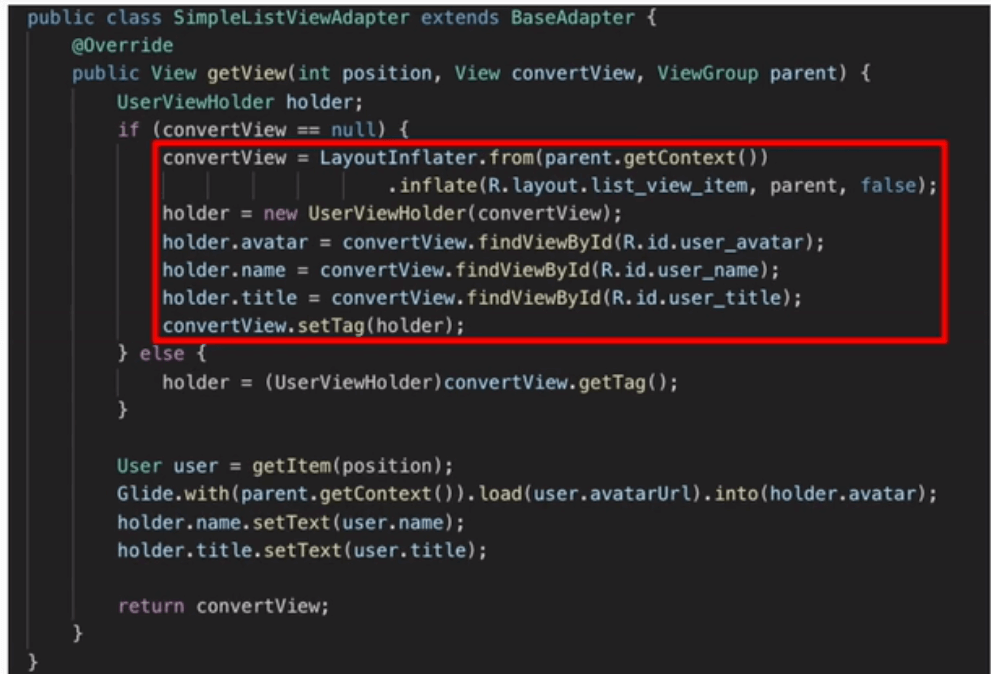 public class SimpleListViewAdapter extends BaseAdapter {
    @Override
    public View getView(int position, View convertView, ViewGroup parent) {
        UserViewHolder holder;
        if (convertView == null) {
            convertView = LayoutInflater.from(parent.getContext())
                                .inflate(R.layout.list_view_item, parent, false);
            holder = new UserViewHolder(convertView);
            holder.avatar = convertView.findViewById(R.id.user_avatar);
            holder.name = convertView.findViewById(R.id.user_name);
            holder.title = convertView.findViewById(R.id.user_title);
            convertView.setTag(holder);
        } else {
            holder = (UserViewHolder)convertView.getTag();
        }

        User user = getItem(position);
        Glide.with(parent.getContext()).load(user.avatarUrl).into(holder.avatar);
        holder.name.setText(user.name);
        holder.title.setText(user.title);

        return convertView;
    }
}